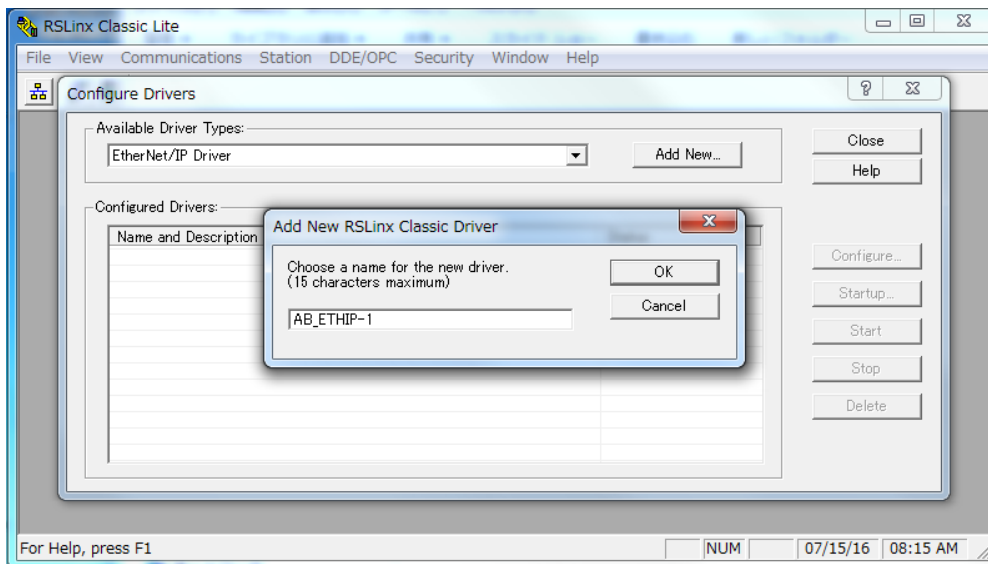 RSLinx Classic Lite
File View Communications Station DDE/OPC Security Window Help
Configure Drivers
Available Driver Types:
EtherNet/IP Driver
Add New...
Close
Help
Configured Drivers:
Name and Description
Status
Add New RSLinx Classic Driver
Choose a name for the new driver.
(15 characters maximum)
AB_ETHIP-1
OK
Cancel
Configure...
Startup...
Start
Stop
Delete
For Help, press F1
NUM
07/15/16
08:15 AM